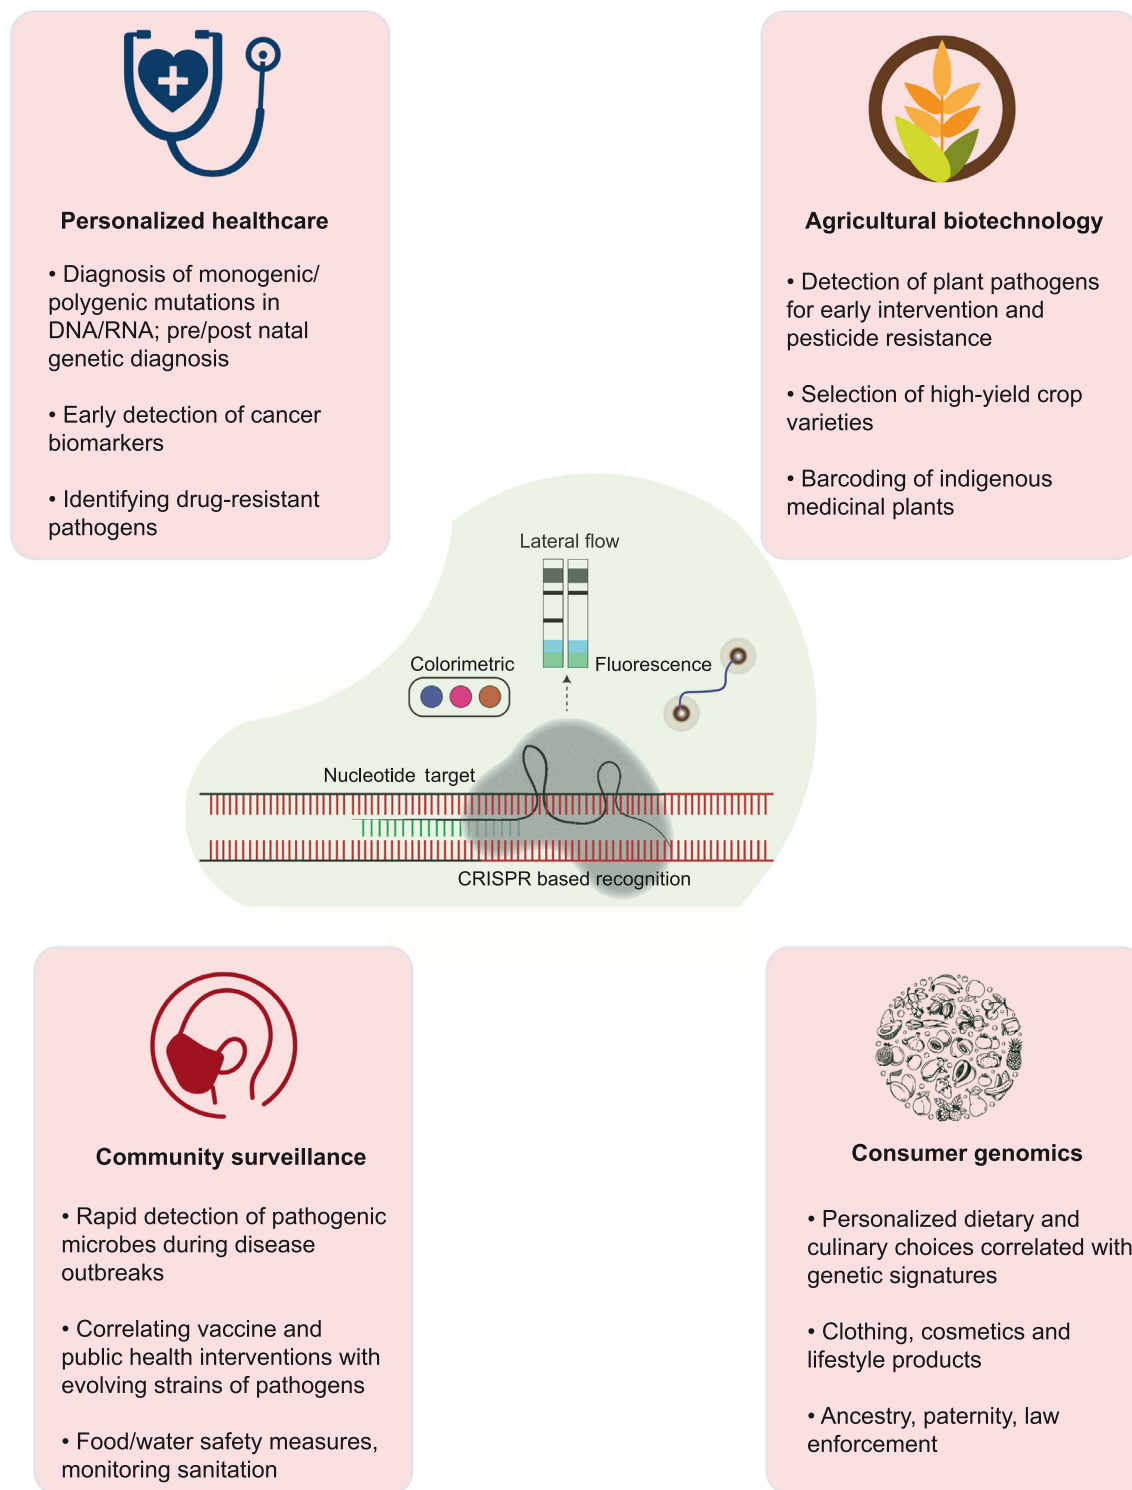 Personalized healthcare
• Diagnosis of monogenic/
polygenic mutations in
DNA/RNA; pre/post natal
genetic diagnosis
• Early detection of cancer
biomarkers
• Identifying drug-resistant
pathogens
Agricultural biotechnology
• Detection of plant pathogens
for early intervention and
pesticide resistance
• Selection of high-yield crop
varieties
• Barcoding of indigenous
medicinal plants
Lateral flow
Colorimetric
Fluorescence
Nucleotide target
CRISPR based recognition
Community surveillance
• Rapid detection of pathogenic
microbes during disease
outbreaks
• Correlating vaccine and
public health interventions with
evolving strains of pathogens
• Food/water safety measures,
monitoring sanitation
Consumer genomics
• Personalized dietary and
culinary choices correlated with
genetic signatures
• Clothing, cosmetics and
lifestyle products
• Ancestry, paternity, law
enforcement